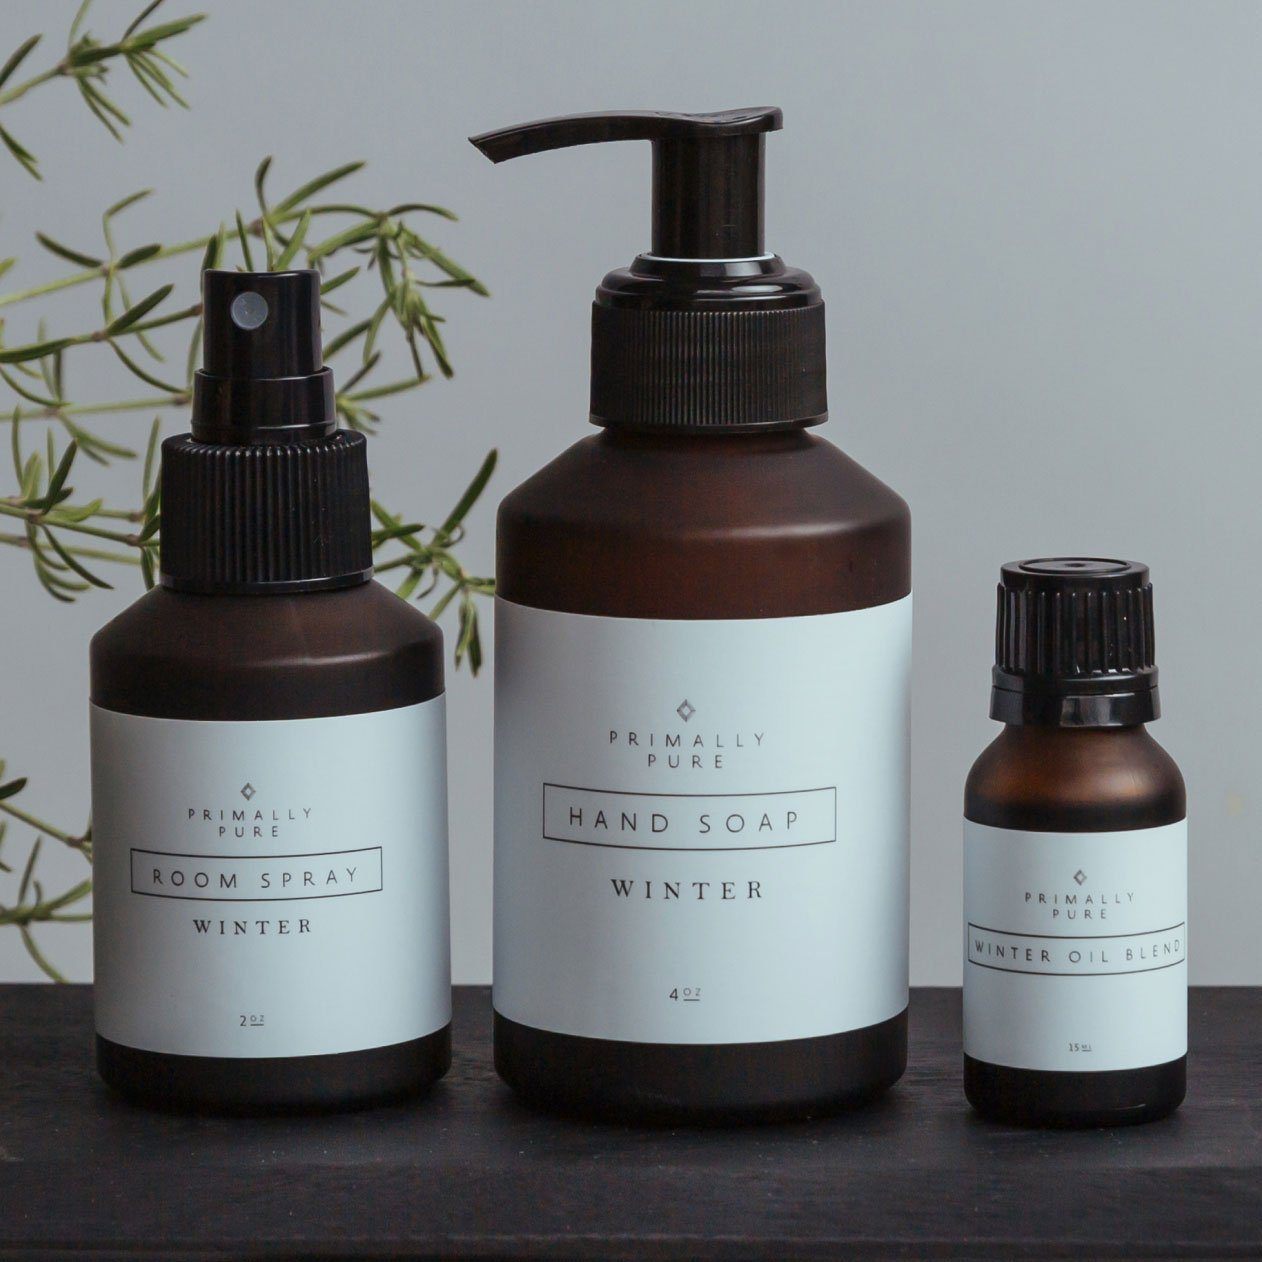 PRIMALLY
PURE
ROOM SPRAY
WINTER
2 OZ
PRIMALLY
PURE
HAND SOAP
WINTER
4 OZ
PRIMALLY
PURE
WINTER OIL BLEND
15 ML